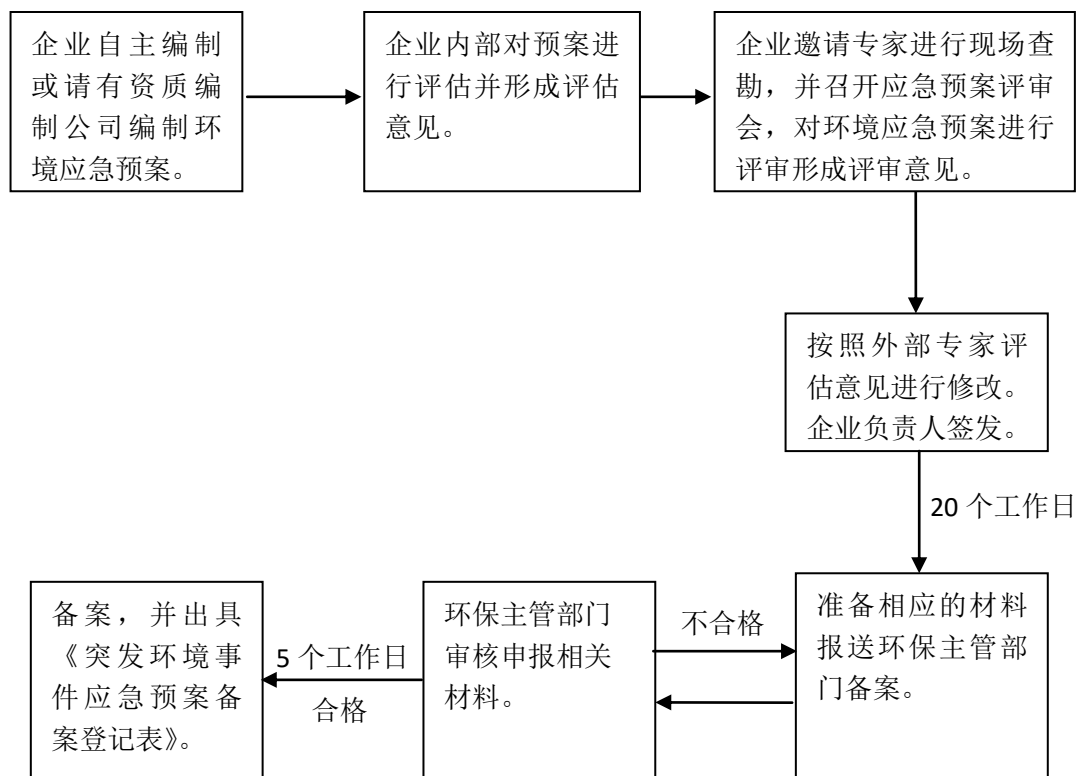 企业自主编制
或请有资质编
制公司编制环
境应急预案。
企业内部对预案进
行评估并形成评估
意见。
企业邀请专家进行现场查
勘，并召开应急预案评审
会，对环境应急预案进行
评审形成评审意见。
按照外部专家评
估意见进行修改。
企业负责人签发。
20 个工作日
准备相应的材料
报送环保主管部
门备案。
不合格
环保主管部门
审核申报相关
材料。
5 个工作日
合格
备案，并出具
《突发环境事
件应急预案备
案登记表》。